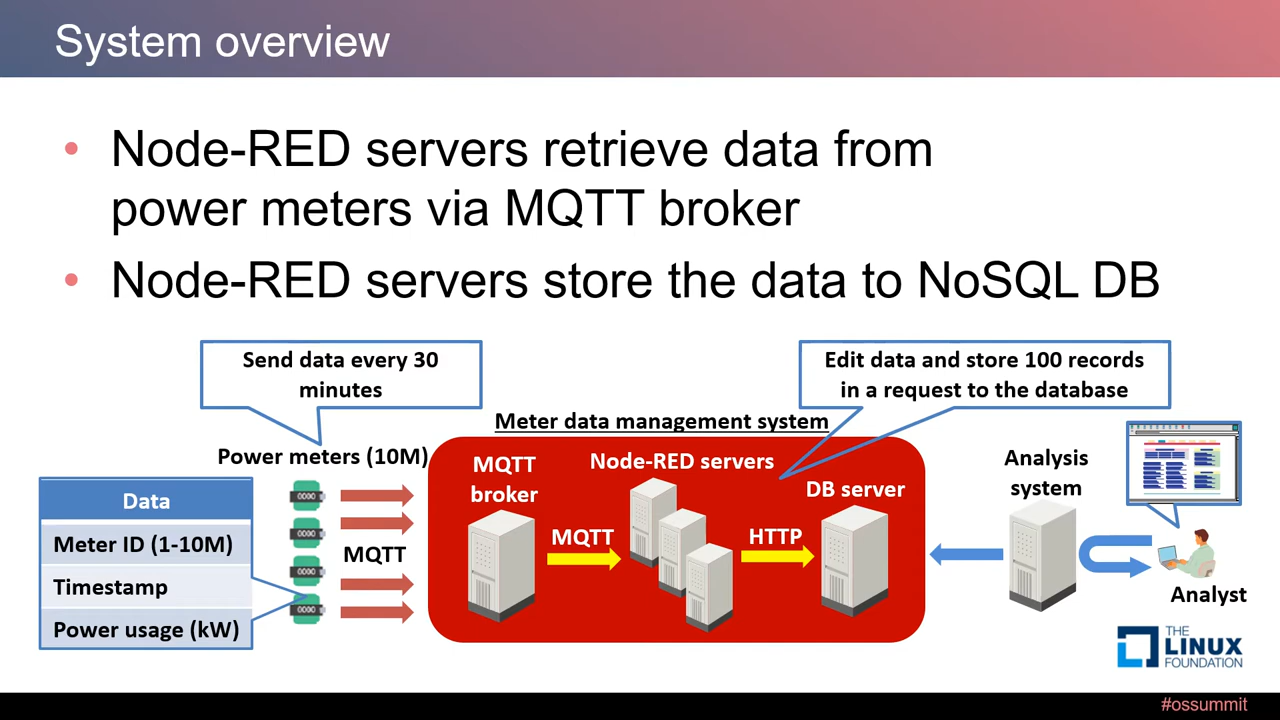 System overview
• Node-RED servers retrieve data from
power meters via MQTT broker
• Node-RED servers store the data to NoSQL DB
Send data every 30
minutes
Edit data and store 100 records
in a request to the database
Meter data management system
Power meters (10M)
Data
Meter ID (1-10M)
Timestamp
Power usage (kW)
MQTT
MQTT
broker
MQTT
Node-RED servers
HTTP
DB server
Analysis
system
Analyst
THE
LINUX
FOUNDATION
#ossummit